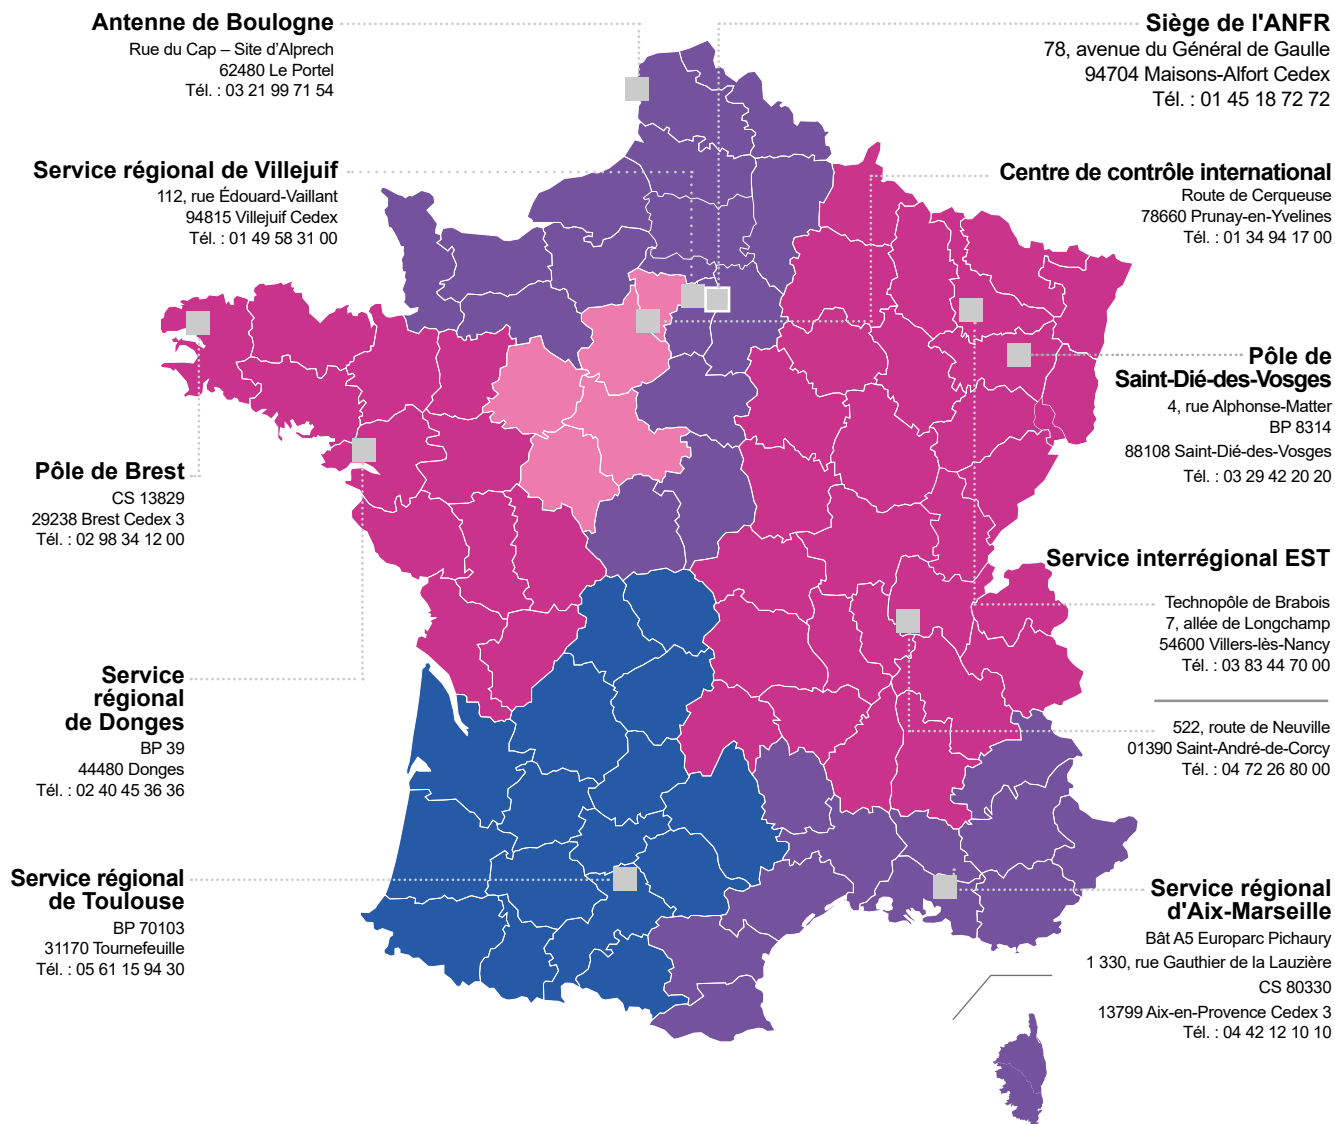 Antenne de Boulogne
Rue du Cap – Site d'Alprech
62480 Le Portel
Tél. : 03 21 99 71 54
Siège de l'ANFR
78, avenue du Général de Gaulle
94704 Maisons-Alfort Cedex
Tél. : 01 45 18 72 72
Service régional de Villejuif
112, rue Édouard-Vaillant
94815 Villejuif Cedex
Tél. : 01 49 58 31 00
Centre de contrôle international
Route de Cerqueuse
78660 Prunay-en-Yvelines
Tél. : 01 34 94 17 00
Pôle de
Saint-Dié-des-Vosges
4, rue Alphonse-Matter
BP 8314
88108 Saint-Dié-des-Vosges
Tél. : 03 29 42 20 20
Pôle de Brest
CS 13829
29238 Brest Cedex 3
Tél. : 02 98 34 12 00
Service interrégional EST
Technopôle de Brabois
7, allée de Longchamp
54600 Villers-lès-Nancy
Tél. : 03 83 44 70 00
522, route de Neuville
01390 Saint-André-de-Corcy
Tél. : 04 72 26 80 00
Service
régional
de Donges
BP 39
44480 Donges
Tél. : 02 40 45 36 36
Service régional
de Toulouse
BP 70103
31170 Tournefeuille
Tél. : 05 61 15 94 30
Service régional
d'Aix-Marseille
Bât A5 Europarc Pichaury
1 330, rue Gauthier de la Lauzière
CS 80330
13799 Aix-en-Provence Cedex 3
Tél. : 04 42 12 10 10